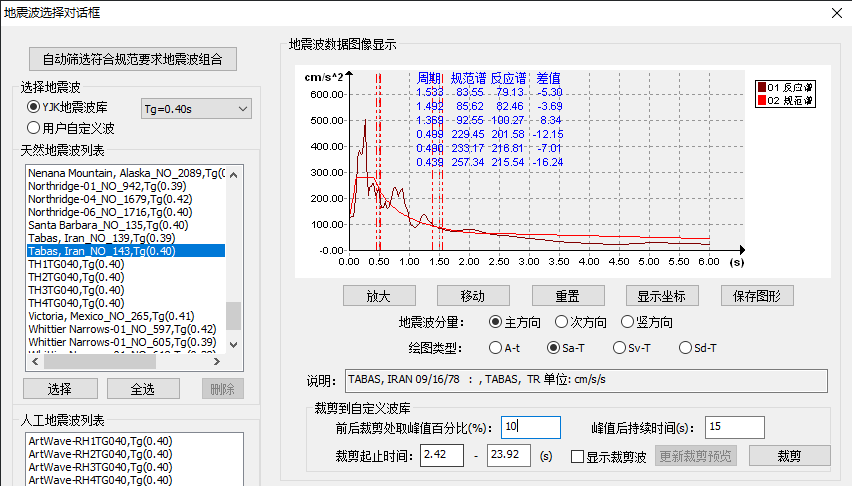 地震波选择对话框
自动筛选符合规范要求地震波组合
选择地震波
YJK地震波库
Tg=0.40s
用户自定义波
天然地震波列表
Nenana Mountain, Alaska_NO_2089,Tg(
Northridge-01_NO_942,Tg(0.39)
Northridge-04_NO_1679,Tg(0.42)
Northridge-06_NO_1716,Tg(0.40)
Santa Barbara_NO_135,Tg(0.40)
Tabas, Iran_NO_139,Tg(0.39)
Tabas, Iran_NO_143,Tg(0.40)
TH1TG040,Tg(0.40)
TH2TG040,Tg(0.40)
TH3TG040,Tg(0.40)
TH4TG040,Tg(0.40)
Victoria, Mexico_NO_265,Tg(0.41)
Whittier Narrows-01_NO_597,Tg(0.42)
Whittier Narrows-01_NO_605,Tg(0.39)
选择
全选
删除
人工地震波列表
ArtWave-RH1TG040,Tg(0.40)
ArtWave-RH2TG040,Tg(0.40)
ArtWave-RH3TG040,Tg(0.40)
ArtWave-RH4TG040,Tg(0.40)
地震波数据图像显示
cm/s^2
周期 规范谱 反应谱 差值
1.533 83.55 79.13 -5.30
1.492 85.62 82.46 -3.69
1.369 92.55 100.27 8.34
0.499 229.45 201.58 -12.15
0.490 233.17 216.81 -7.01
0.439 257.34 215.54 -16.24
01 反应谱
02 规范谱
600.00
500.00
400.00
300.00
200.00
100.00
-0.00
0.00 0.50 1.00 1.50 2.00 2.50 3.00 3.50 4.00 4.50 5.00 5.50 6.00 (s)
放大
移动
重置
显示坐标
保存图形
地震波分量: 主方向 次方向 竖方向
绘图类型: A-t Sa-T Sv-T Sd-T
说明: TABAS, IRAN 09/16/78 : , TABAS, TR 单位: cm/s/s
裁剪到自定义波库
前后裁剪处取峰值百分比(%): 10
峰值后持续时间(s): 15
裁剪起止时间: 2.42 - 23.92 (s)
显示裁剪波
更新裁剪预览
裁剪